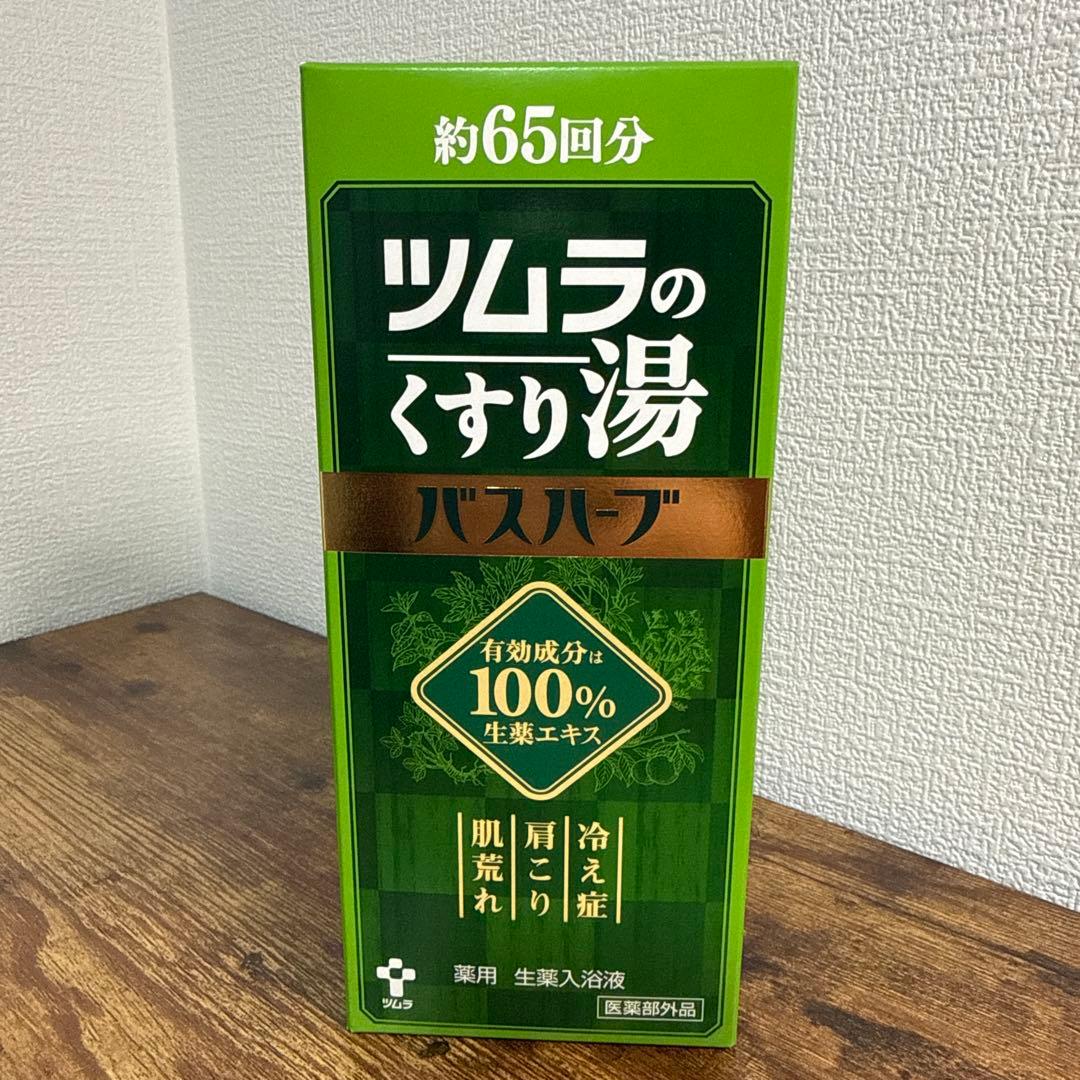 約65回分
ツムラの
くすり湯
バスハーブ
有効成分は
100%
生薬エキス
冷え症
肩こり
肌荒れ
薬用 生薬入浴液
ツムラ
医薬部外品